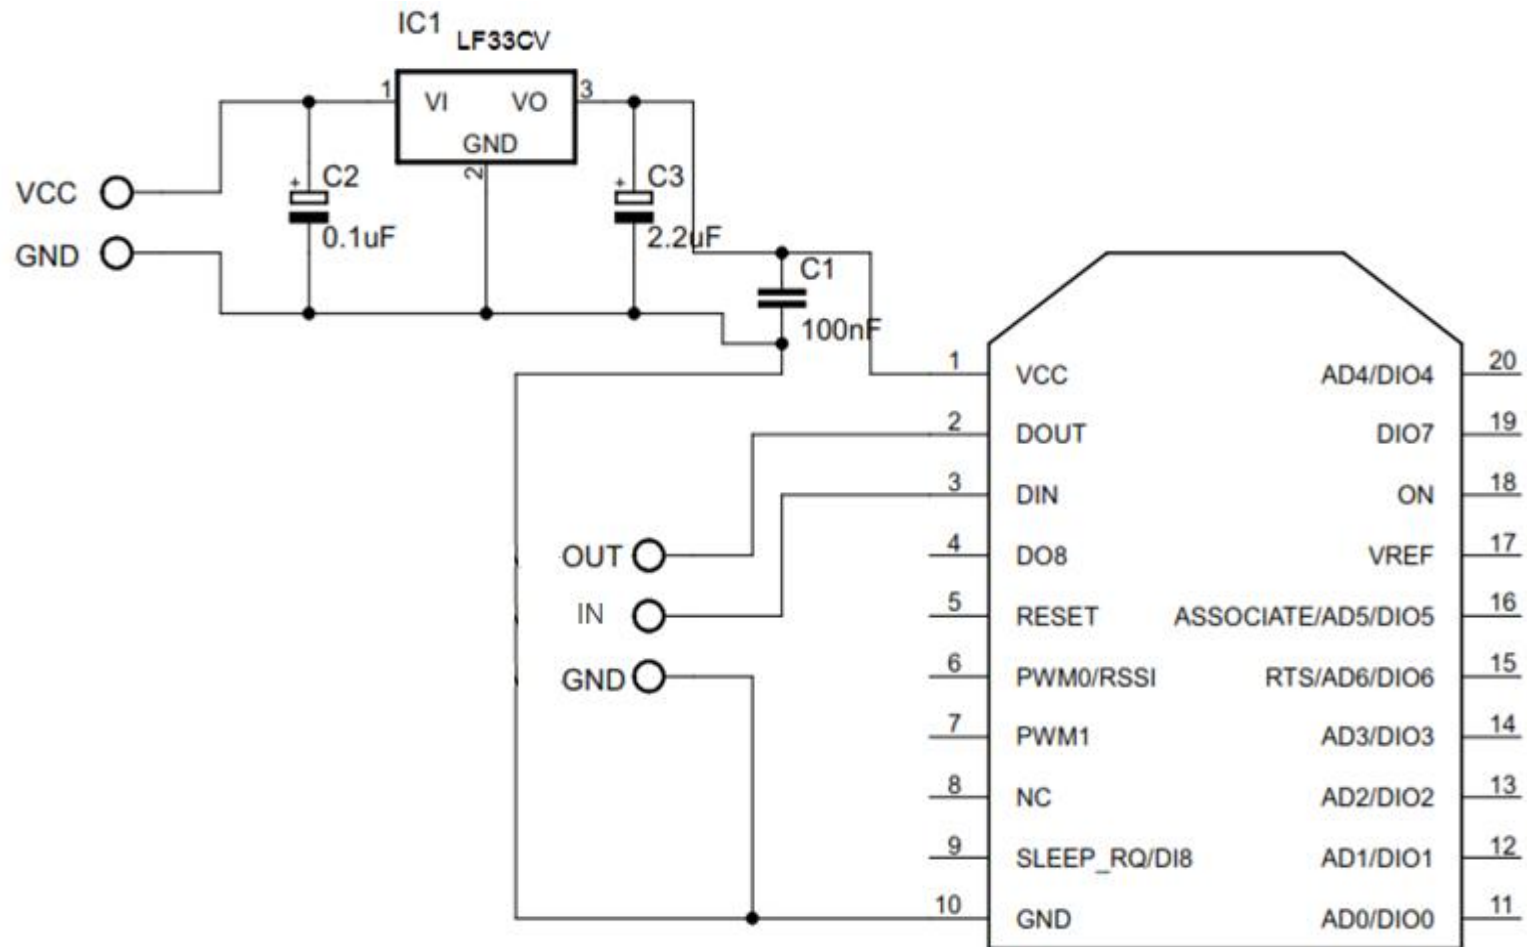 IC1
LF33CV
1 VI VO 3
GND
2
VCC
GND
+ C2
0.1uF
+ C3
2.2uF
C1
100nF
1 VCC AD4/DIO4 20
2 DOUT DIO7 19
3 DIN ON 18
OUT
4 DO8 VREF 17
IN
5 RESET ASSOCIATE/AD5/DIO5 16
GND
6 PWM0/RSSI RTS/AD6/DIO6 15
7 PWM1 AD3/DIO3 14
8 NC AD2/DIO2 13
9 SLEEP_RQ/DI8 AD1/DIO1 12
10 GND AD0/DIO0 11